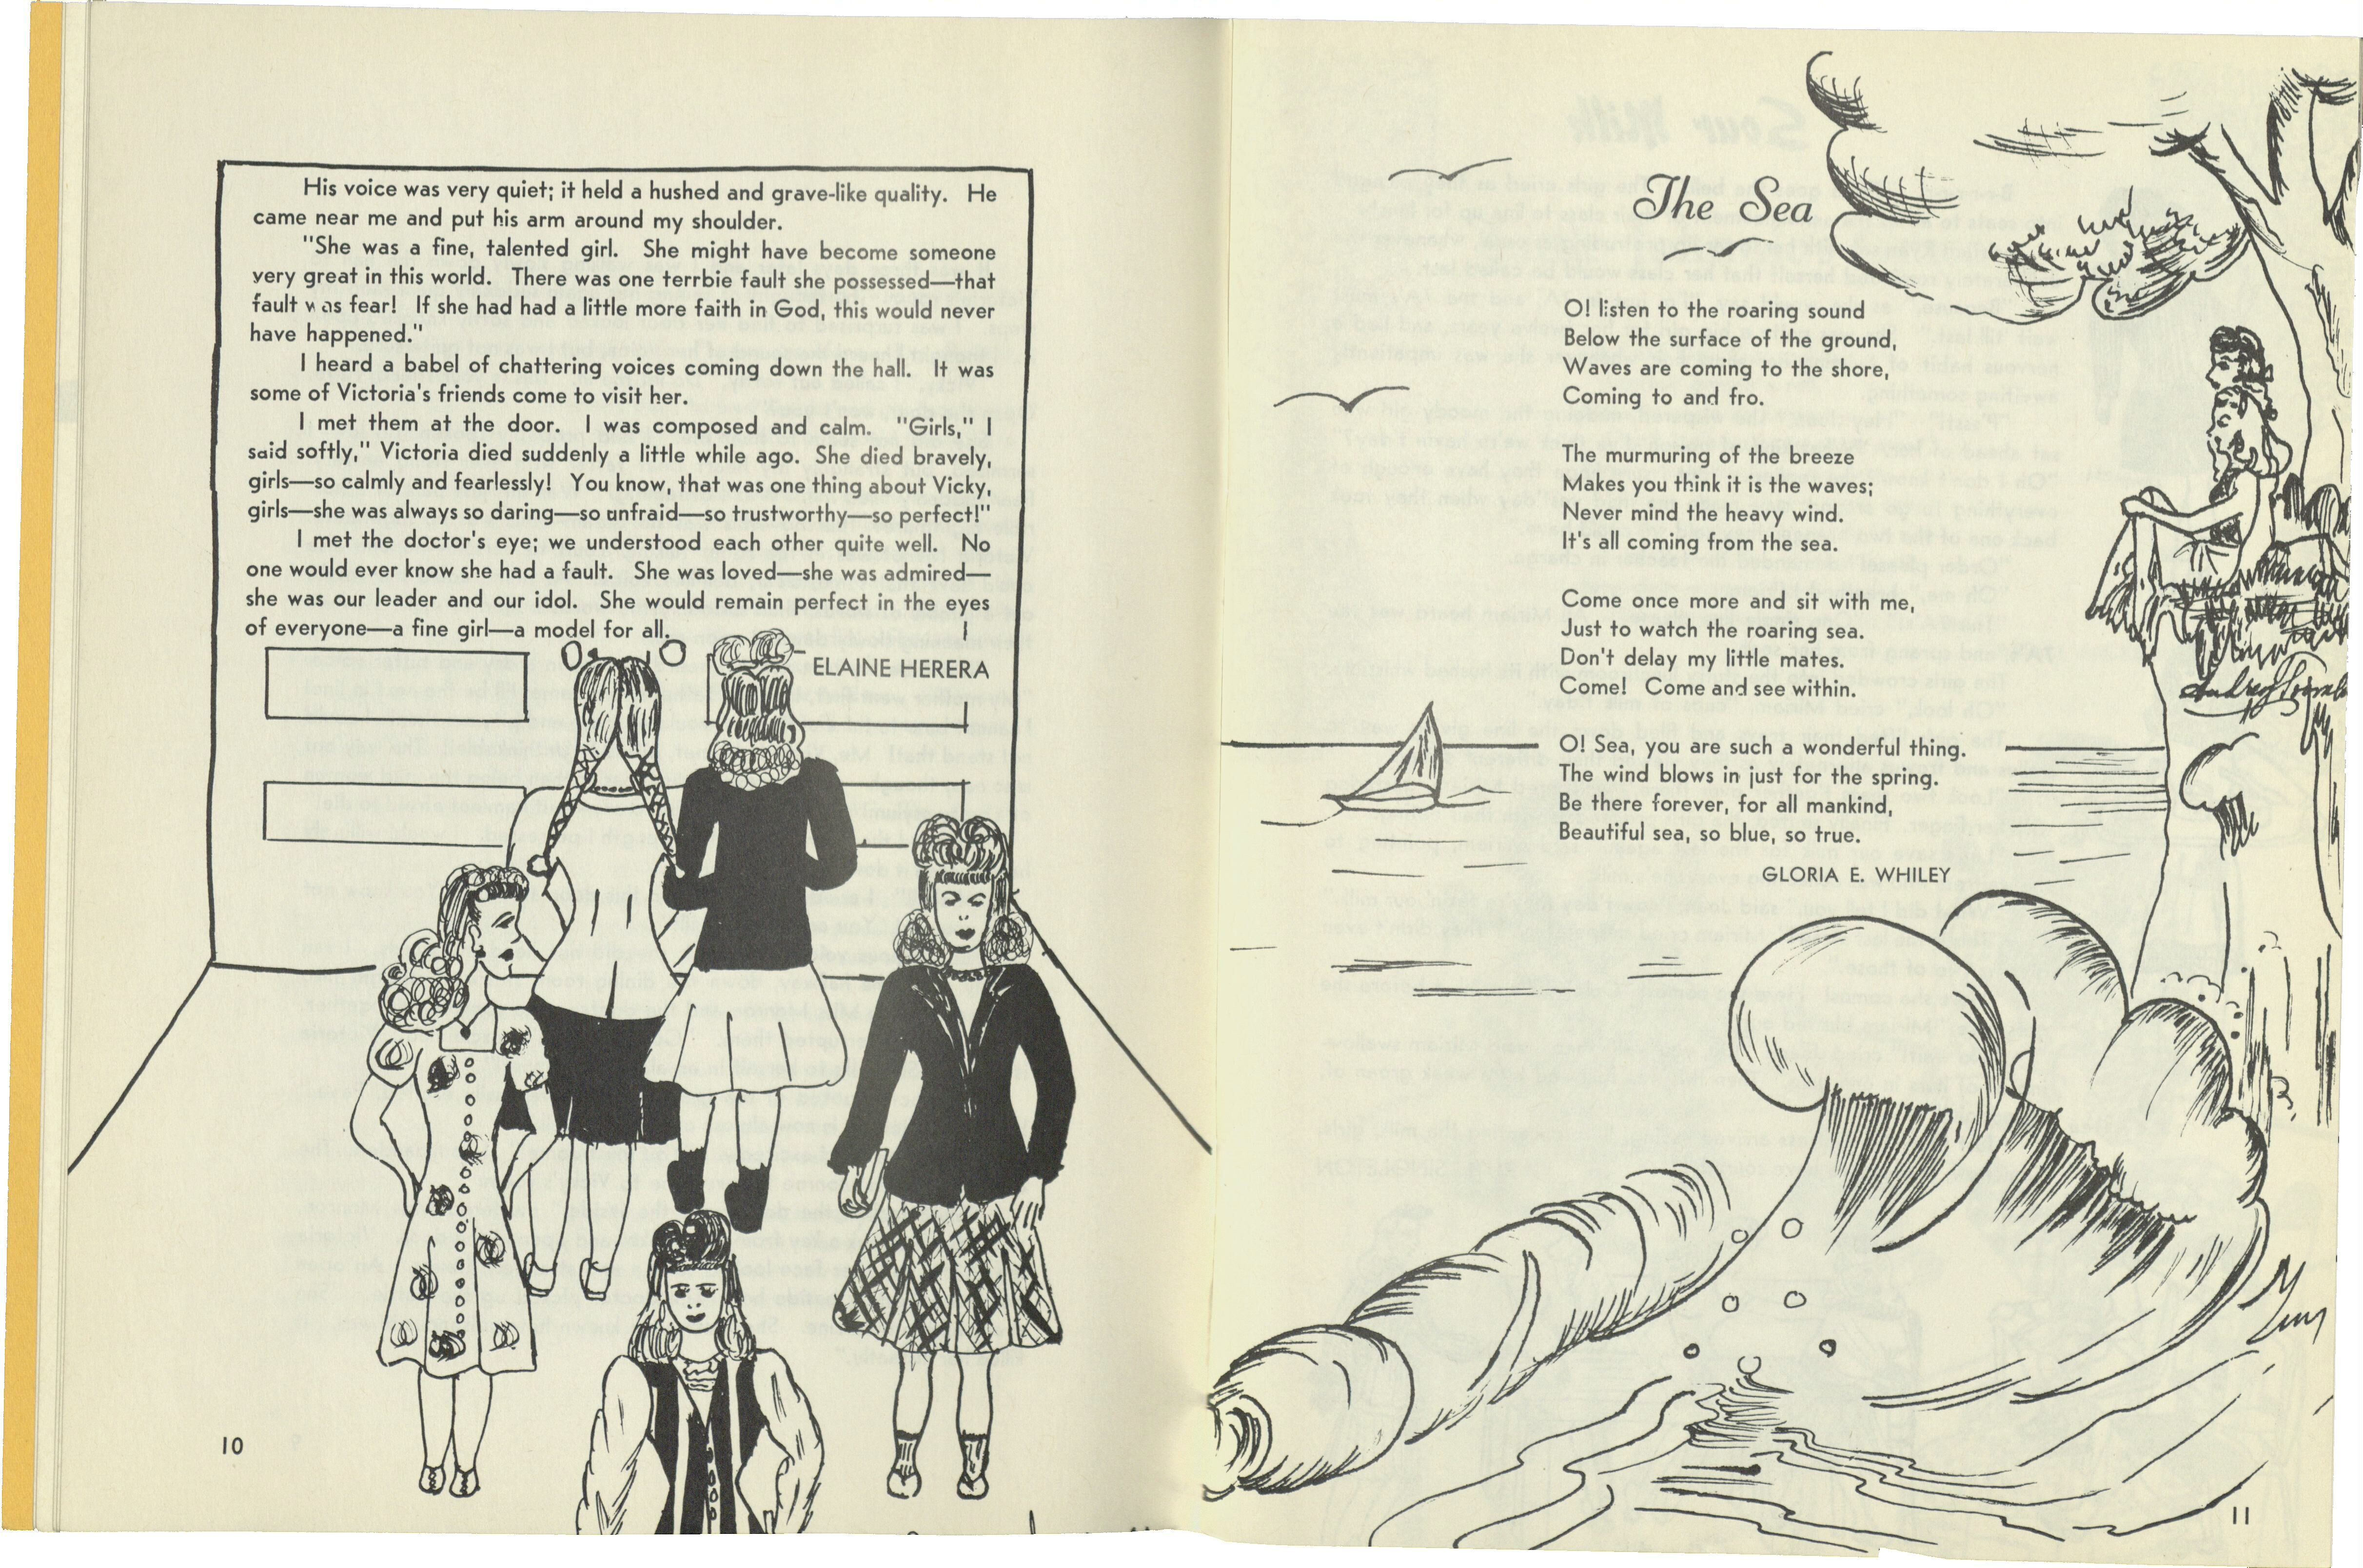 His voice was very quiet; it held a hushed and grave-like quality. He
came near me and put his arm around my shoulder.
"She was a fine, talented girl. She might have become someone
very great in this world. There was one terrbie fault she possessed—that
fault was fear! If she had had a little more faith in God, this would never
have happened."
I heard a babel of chattering voices coming down the hall. It was
some of Victoria's friends come to visit her.
I met them at the door. I was composed and calm. "Girls," I
said softly," Victoria died suddenly a little while ago. She died bravely,
girls—so calmly and fearlessly! You know, that was one thing about Vicky,
girls—she was always so daring—so unfraid—so trustworthy—so perfect!"
I met the doctor's eye; we understood each other quite well. No
one would ever know she had a fault. She was loved—she was admired—
she was our leader and our idol. She would remain perfect in the eyes
of everyone—a fine girl—a model for all.
ELAINE HERERA
10
The Sea
O! listen to the roaring sound
Below the surface of the ground,
Waves are coming to the shore,
Coming to and fro.
The murmuring of the breeze
Makes you think it is the waves;
Never mind the heavy wind.
It's all coming from the sea.
Come once more and sit with me,
Just to watch the roaring sea.
Don't delay my little mates.
Come! Come and see within.
O! Sea, you are such a wonderful thing.
The wind blows in just for the spring.
Be there forever, for all mankind,
Beautiful sea, so blue, so true.
GLORIA E. WHILEY
11